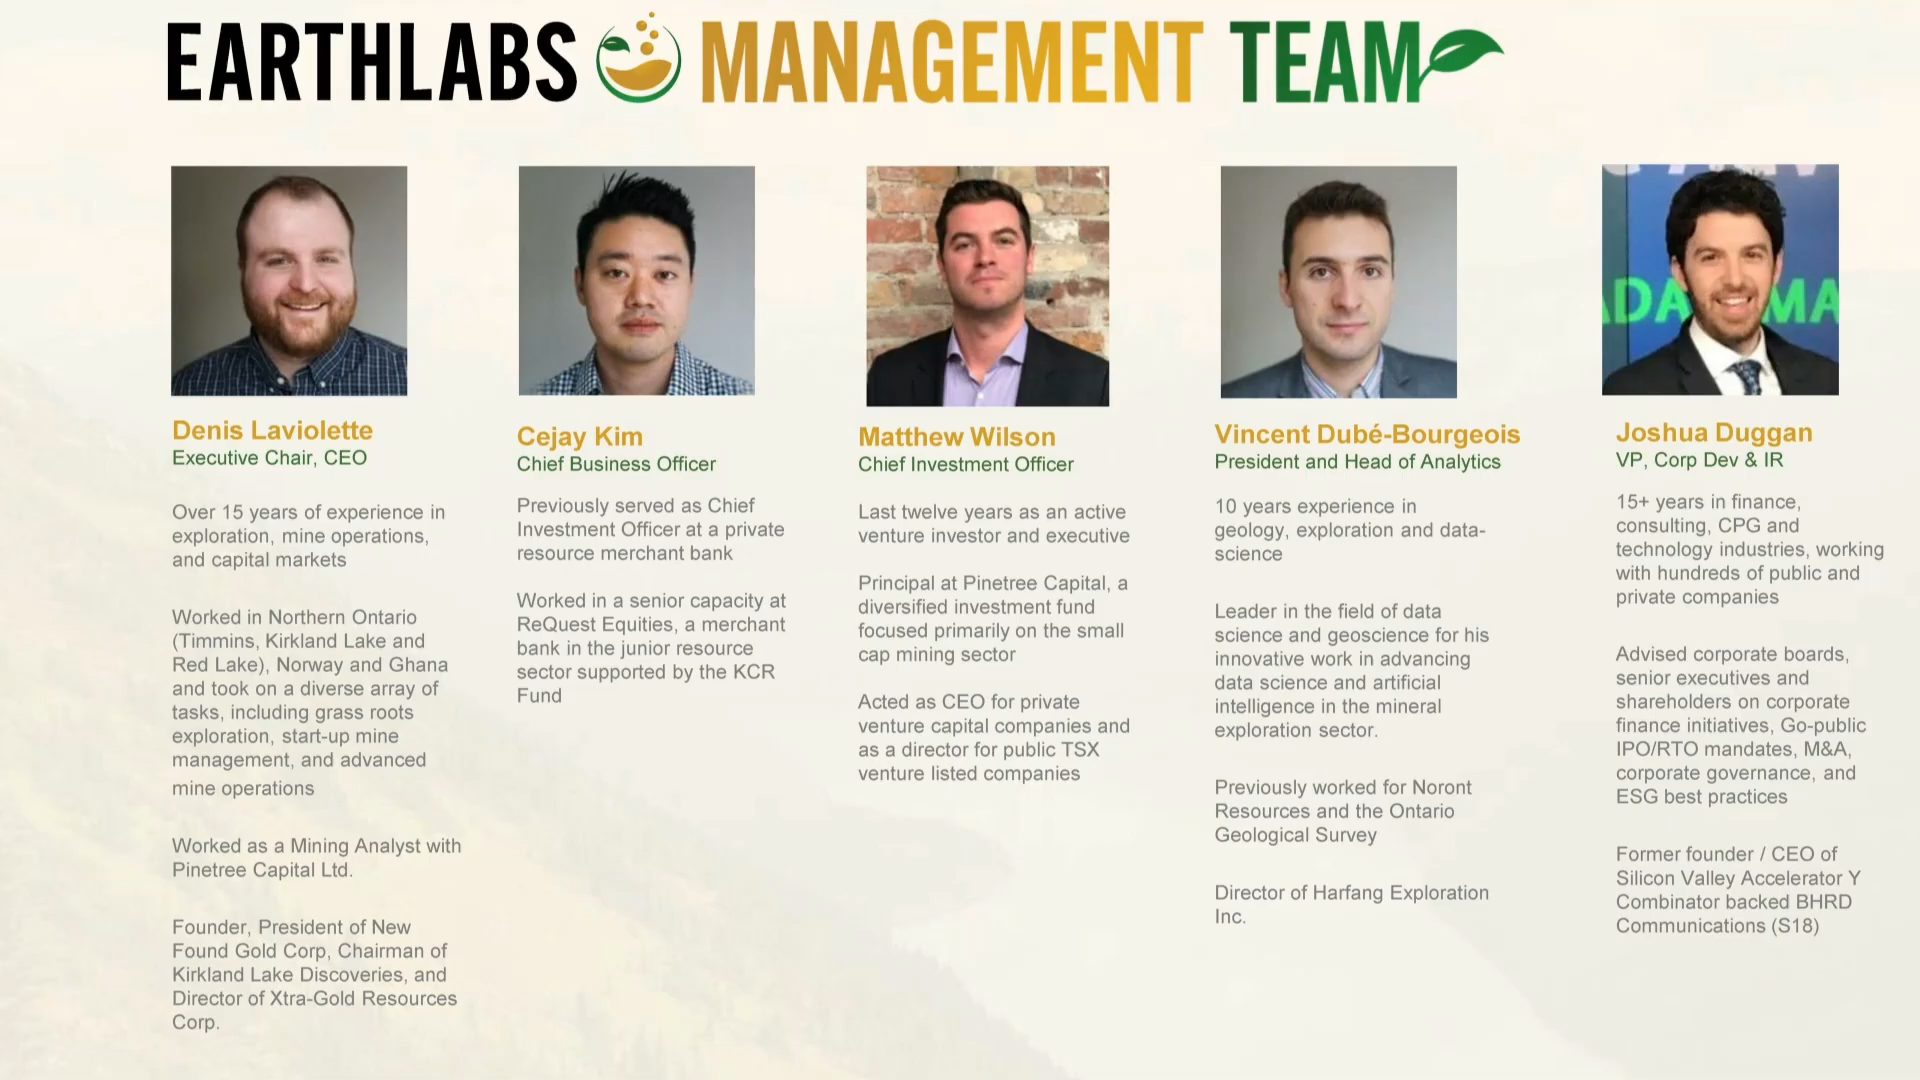 EARTHLABS MANAGEMENT TEAM
Denis Laviolette
Executive Chair, CEO
Over 15 years of experience in
exploration, mine operations,
and capital markets
Worked in Northern Ontario
(Timmins, Kirkland Lake and
Red Lake), Norway and Ghana
and took on a diverse array of
tasks, including grass roots
exploration, start-up mine
management, and advanced
mine operations
Worked as a Mining Analyst with
Pinetree Capital Ltd.
Founder, President of New
Found Gold Corp, Chairman of
Kirkland Lake Discoveries, and
Director of Xtra-Gold Resources
Corp.
Cejay Kim
Chief Business Officer
Previously served as Chief
Investment Officer at a private
resource merchant bank
Worked in a senior capacity at
ReQuest Equities, a merchant
bank in the junior resource
sector supported by the KCR
Fund
Matthew Wilson
Chief Investment Officer
Last twelve years as an active
venture investor and executive
Principal at Pinetree Capital, a
diversified investment fund
focused primarily on the small
cap mining sector
Acted as CEO for private
venture capital companies and
as a director for public TSX
venture listed companies
Vincent Dubé-Bourgeois
President and Head of Analytics
10 years experience in
geology, exploration and data-
science
Leader in the field of data
science and geoscience for his
innovative work in advancing
data science and artificial
intelligence in the mineral
exploration sector.
Previously worked for Noront
Resources and the Ontario
Geological Survey
Director of Harfang Exploration
Inc.
ADA MA
Joshua Duggan
VP, Corp Dev & IR
15+ years in finance,
consulting, CPG and
technology industries, working
with hundreds of public and
private companies
Advised corporate boards,
senior executives and
shareholders on corporate
finance initiatives, Go-public
IPO/RTO mandates, M&A,
corporate governance, and
ESG best practices
Former founder / CEO of
Silicon Valley Accelerator Y
Combinator backed BHRD
Communications (S18)